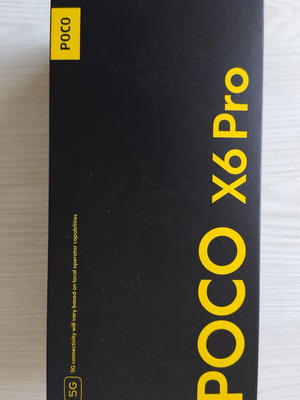 POCO
POCO X6 Pro
5G 5G connectivity will vary based on local operator capabilities